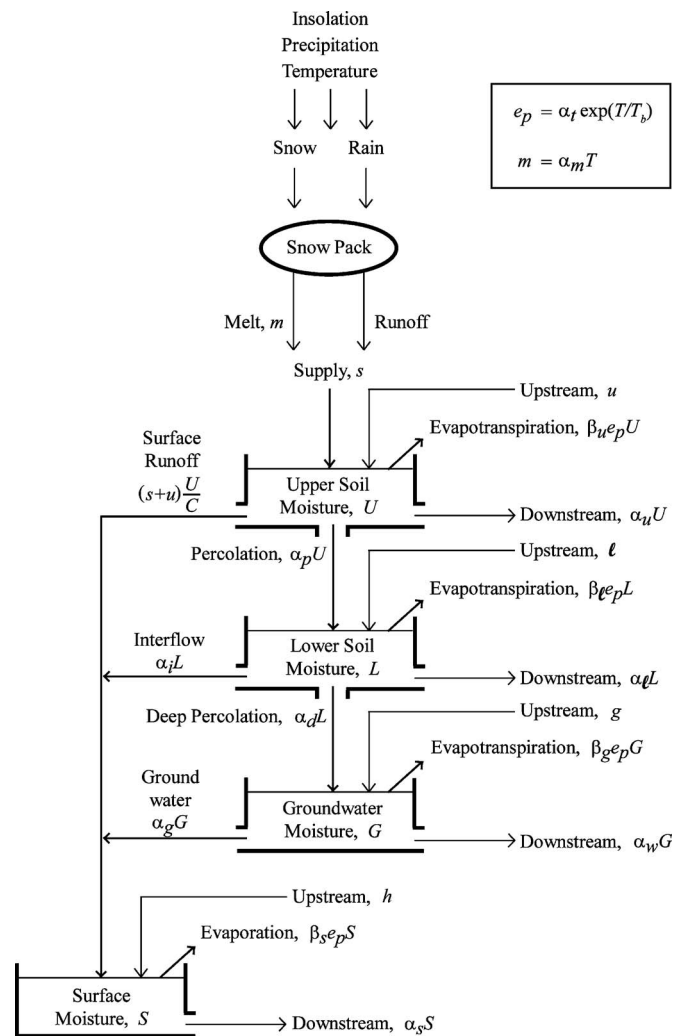 Insolation
Precipitation
Temperature
e_p = α_t exp(T/T_b)
m = α_m T
Snow Rain
Snow Pack
Melt, m Runoff
Supply, s
Upstream, u
Evapotranspiration, β_u e_p U
Surface
Runoff
(s+u) U/C
Upper Soil
Moisture, U
Downstream, α_u U
Percolation, α_p U
Upstream, ℓ
Evapotranspiration, β_ℓ e_p L
Interflow
α_i L
Lower Soil
Moisture, L
Downstream, α_ℓ L
Deep Percolation, α_d L
Upstream, g
Evapotranspiration, β_g e_p G
Ground
water
α_g G
Groundwater
Moisture, G
Downstream, α_w G
Upstream, h
Evaporation, β_s e_p S
Surface
Moisture, S
Downstream, α_s S